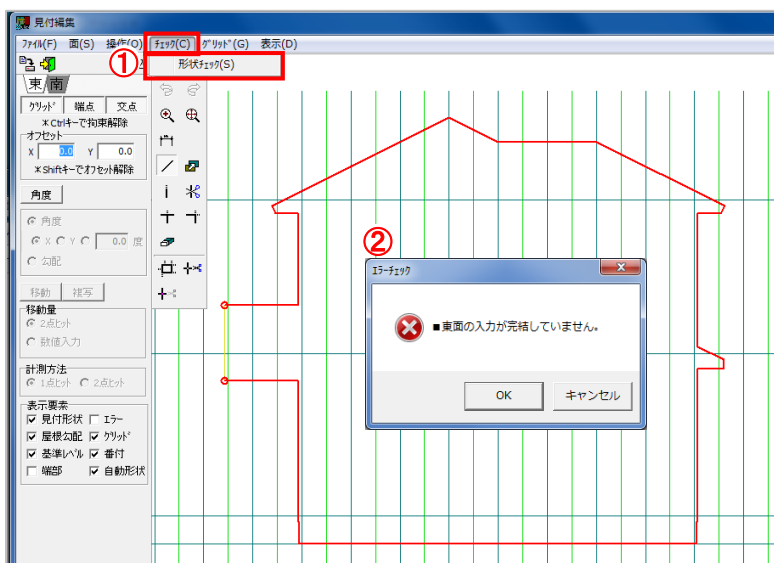 見付編集
ファイル(F) 面(S) 操作(O) チェック(C) グリッド(G) 表示(D)
① 形状チェック(S)
東 南
グリッド 端点 交点
＊Ctrlキーで拘束解除
オフセット
X 0.0 Y 0.0
＊Shiftキーでオフセット解除
角度
角度
X Y 0.0 度
勾配
移動 複写
移動量
2点ヒット
数値入力
計測方法
1点ヒット 2点ヒット
表示要素
見付形状 エラー
屋根勾配 グリッド
基準レベル 番付
端部 自動形状
②
エラーチェック
■東面の入力が完結していません。
OK キャンセル